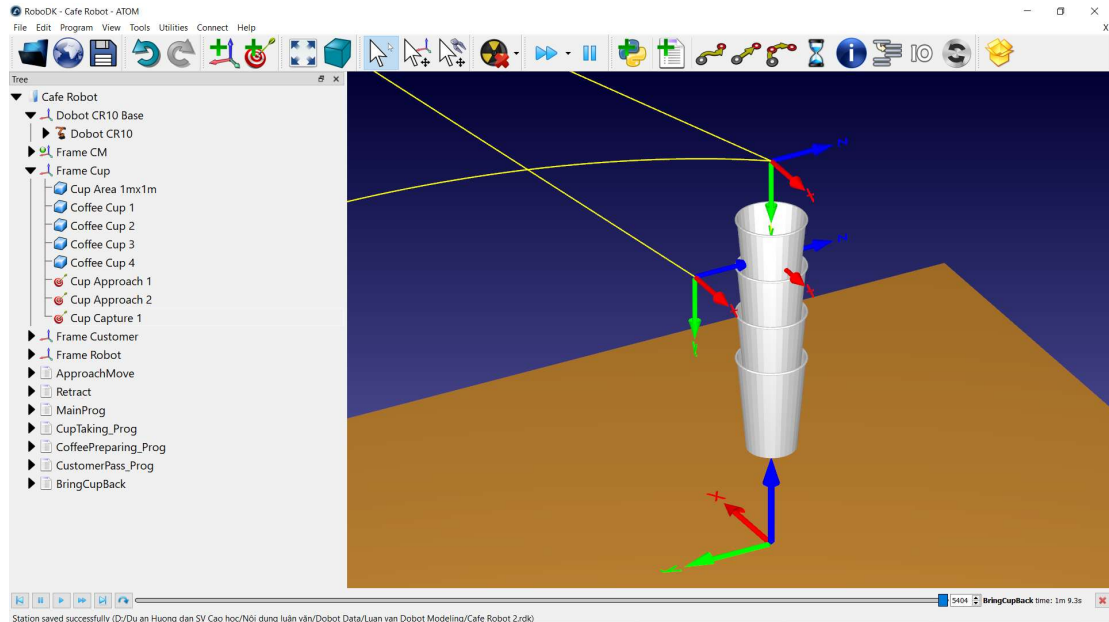 RoboDK - Cafe Robot - ATOM
File Edit Program View Tools Utilities Connect Help
X
IO
Tree
Cafe Robot
Dobot CR10 Base
Dobot CR10
Frame CM
Frame Cup
Cup Area 1mx1m
Coffee Cup 1
Coffee Cup 2
Coffee Cup 3
Coffee Cup 4
Cup Approach 1
Cup Approach 2
Cup Capture 1
Frame Customer
Frame Robot
ApproachMove
Retract
MainProg
CupTaking_Prog
CoffeePreparing_Prog
CustomerPass_Prog
BringCupBack
Z
X
Y
Z
X
X
Y
X
Y
5404 BringCupBack time: 1m 9.3s
Station saved successfully (D:/Du an Huong dan SV Cao hoc/Nội dung luận văn/Dobot Data/Luan van Dobot Modeling/Cafe Robot 2.rdk)